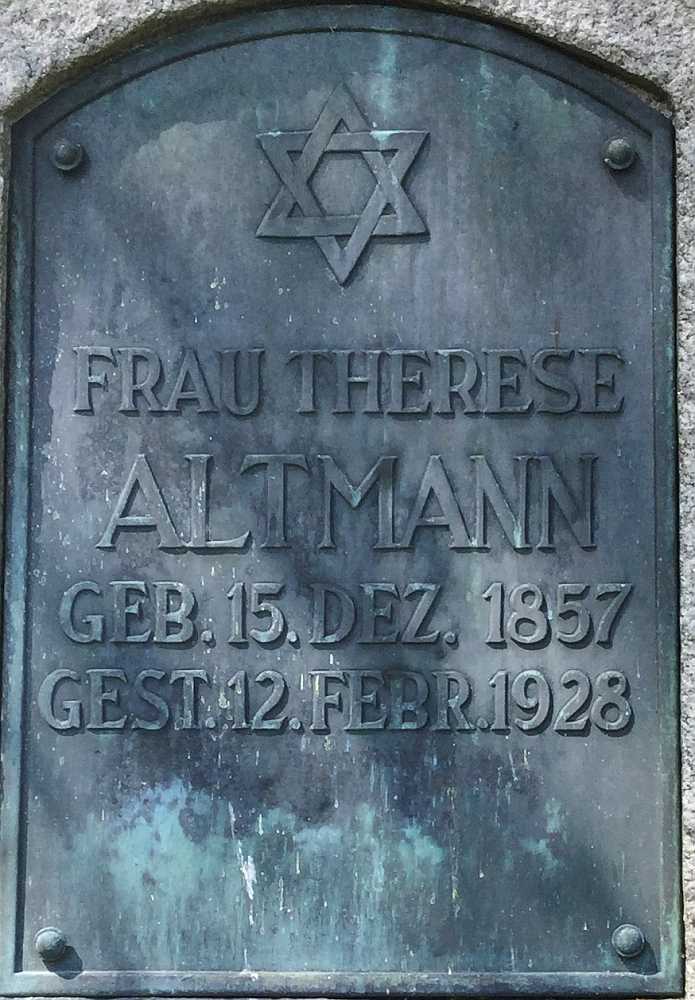 FRAU THERESE
ALTMANN
GEB. 15. DEZ. 1857
GEST. 12. FEBR. 1928